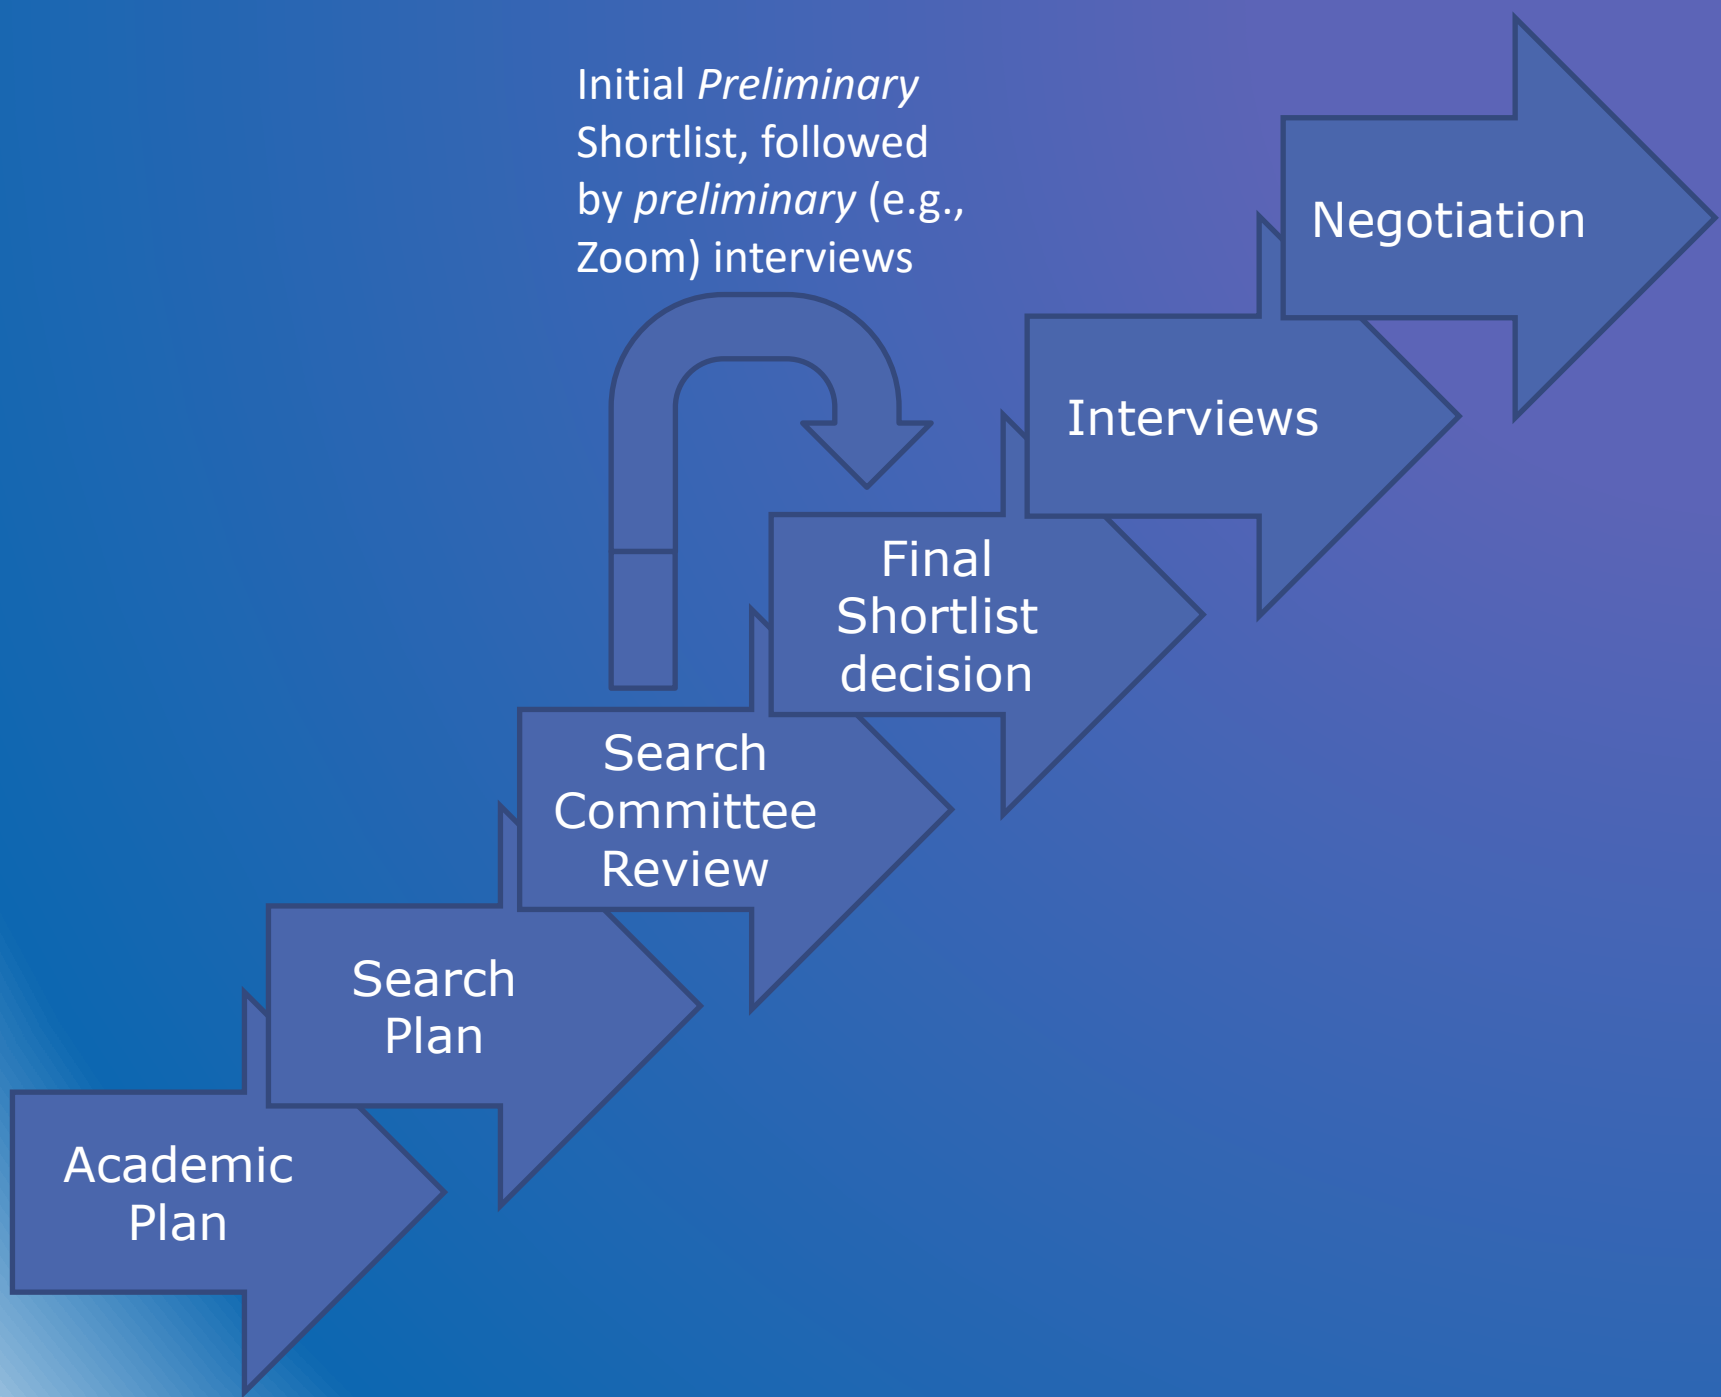 Initial Preliminary
Shortlist, followed
by preliminary (e.g.,
Zoom) interviews
Negotiation
Interviews
Final
Shortlist
decision
Search
Committee
Review
Search
Plan
Academic
Plan